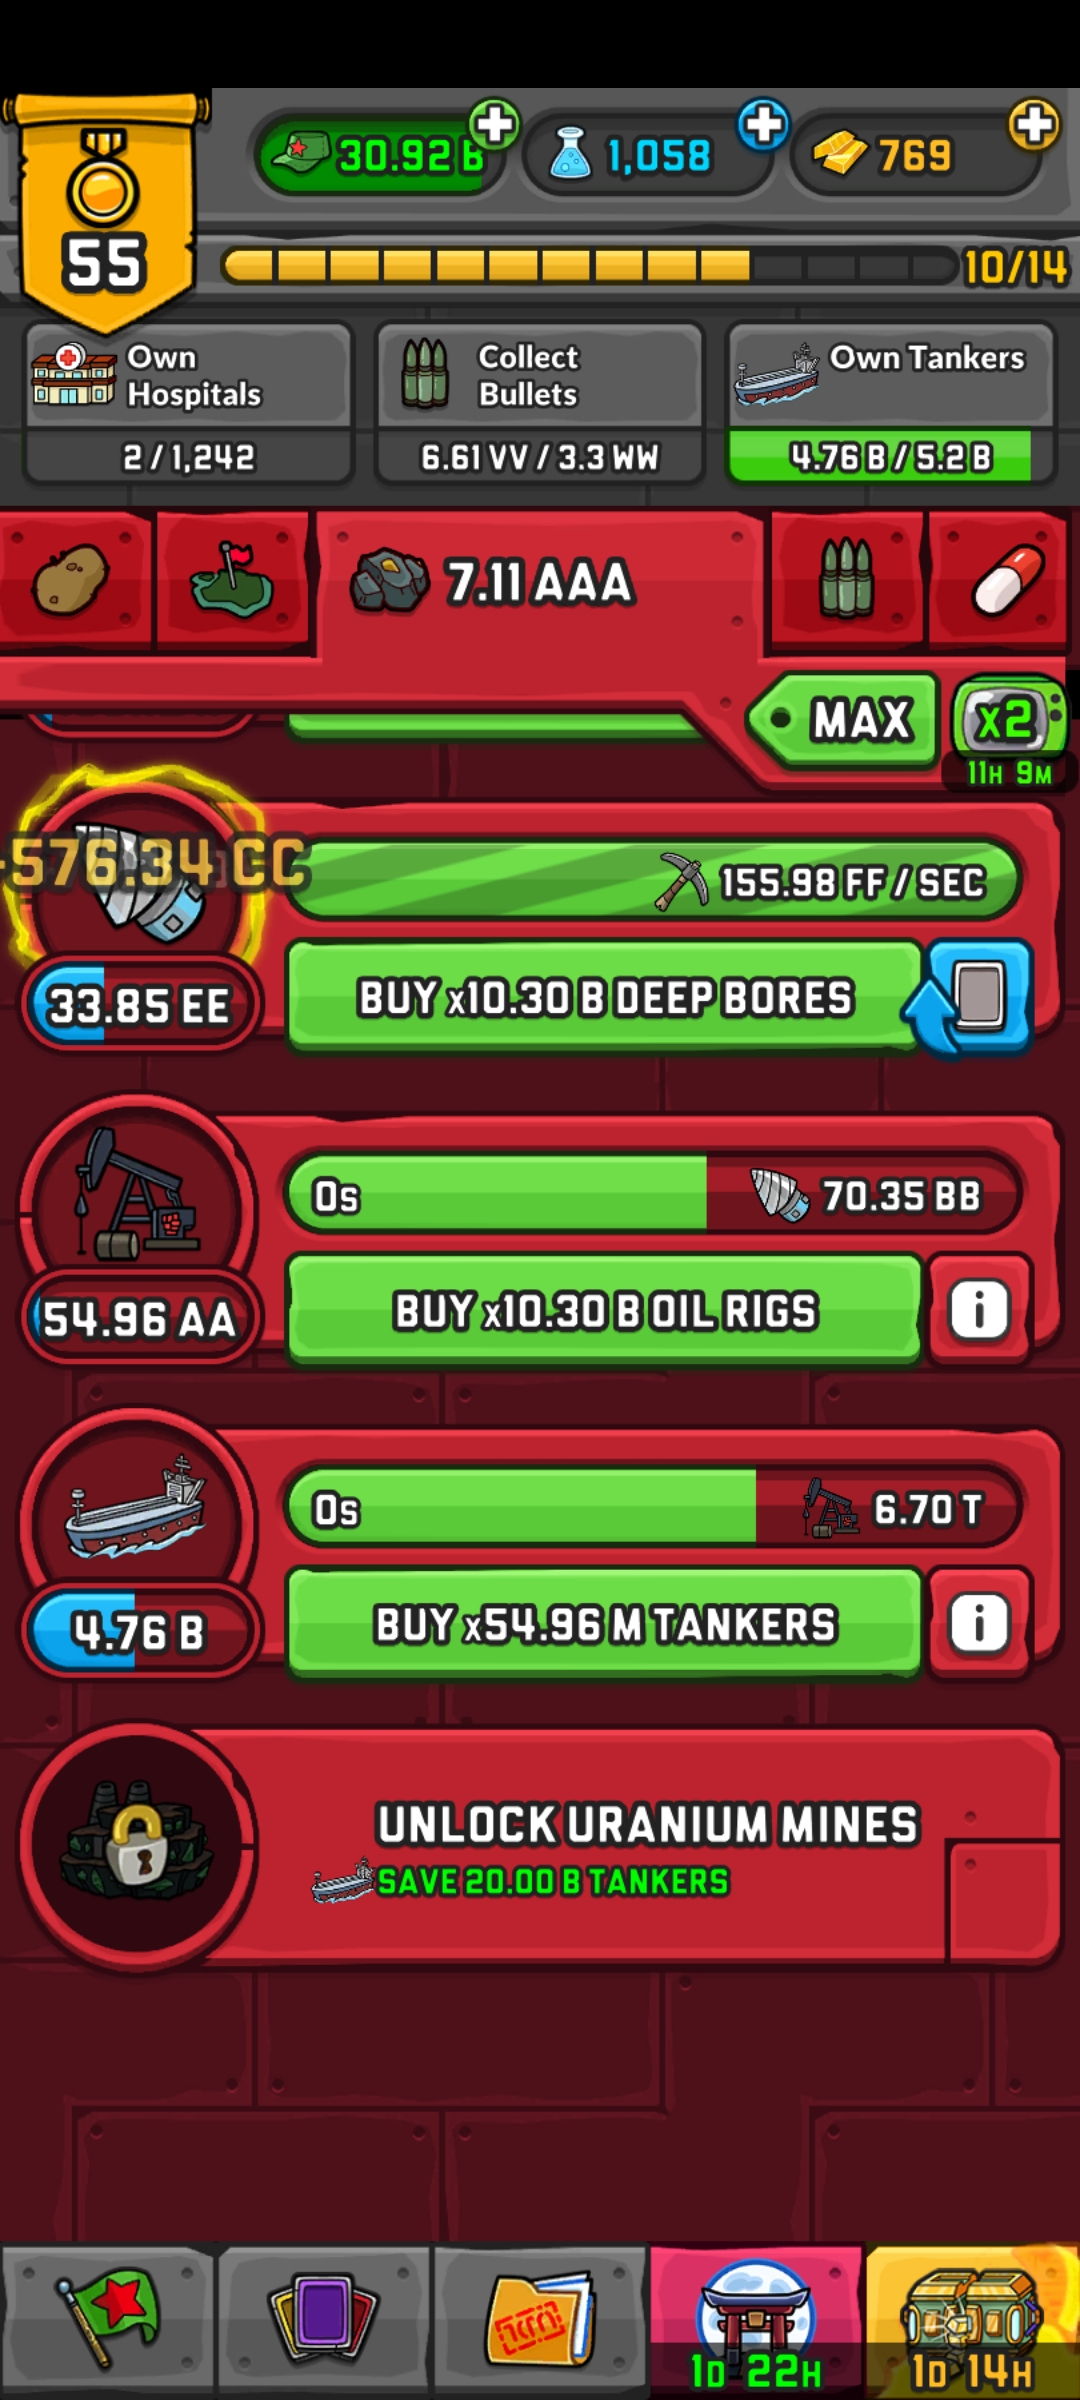 30.92 B
1,058
769
55
10/14
Own
Hospitals
2 / 1,242
Collect
Bullets
6.61 VV / 3.3 WW
Own Tankers
4.76 B / 5.2 B
7.11 AAA
MAX
x2
11H 9M
576.34 CC
155.98 FF / SEC
33.85 EE
BUY x10.30 B DEEP BORES
0s
70.35 BB
54.96 AA
BUY x10.30 B OIL RIGS
i
0s
6.70 T
4.76 B
BUY x54.96 M TANKERS
i
UNLOCK URANIUM MINES
SAVE 20.00 B TANKERS
1D 22H
1D 14H